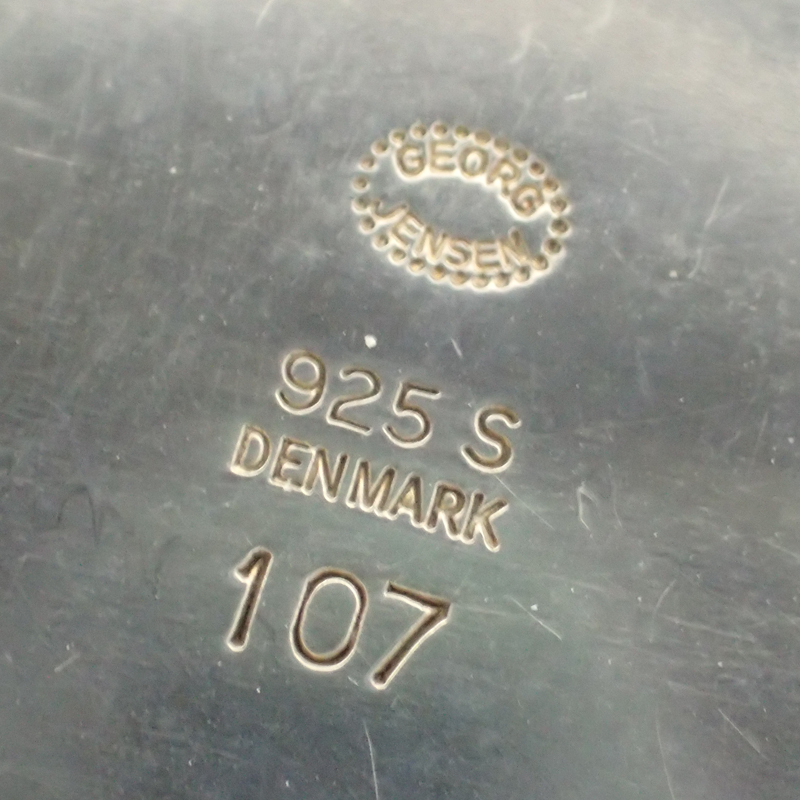 GEORG
JENSEN
925 S
DENMARK
107